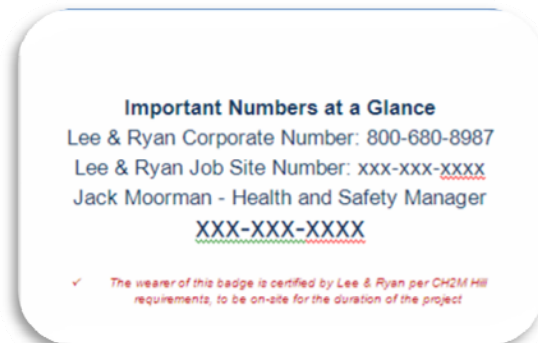 Important Numbers at a Glance
Lee & Ryan Corporate Number: 800-680-8987
Lee & Ryan Job Site Number: xxx-xxx-xxxx
Jack Moorman - Health and Safety Manager
XXX-XXX-XXXX
✓ The wearer of this badge is certified by Lee & Ryan per CH2M Hill
requirements, to be on-site for the duration of the project